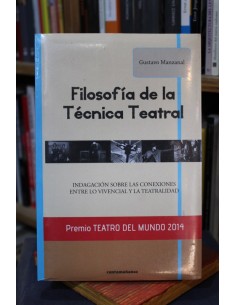 Gustavo Manzanal
Filosofía de la
Técnica Teatral
INDAGACIÓN SOBRE LAS CONEXIONES
ENTRE LO VIVENCIAL Y LA TEATRALIDAD
Premio TEATRO DEL MUNDO 2014